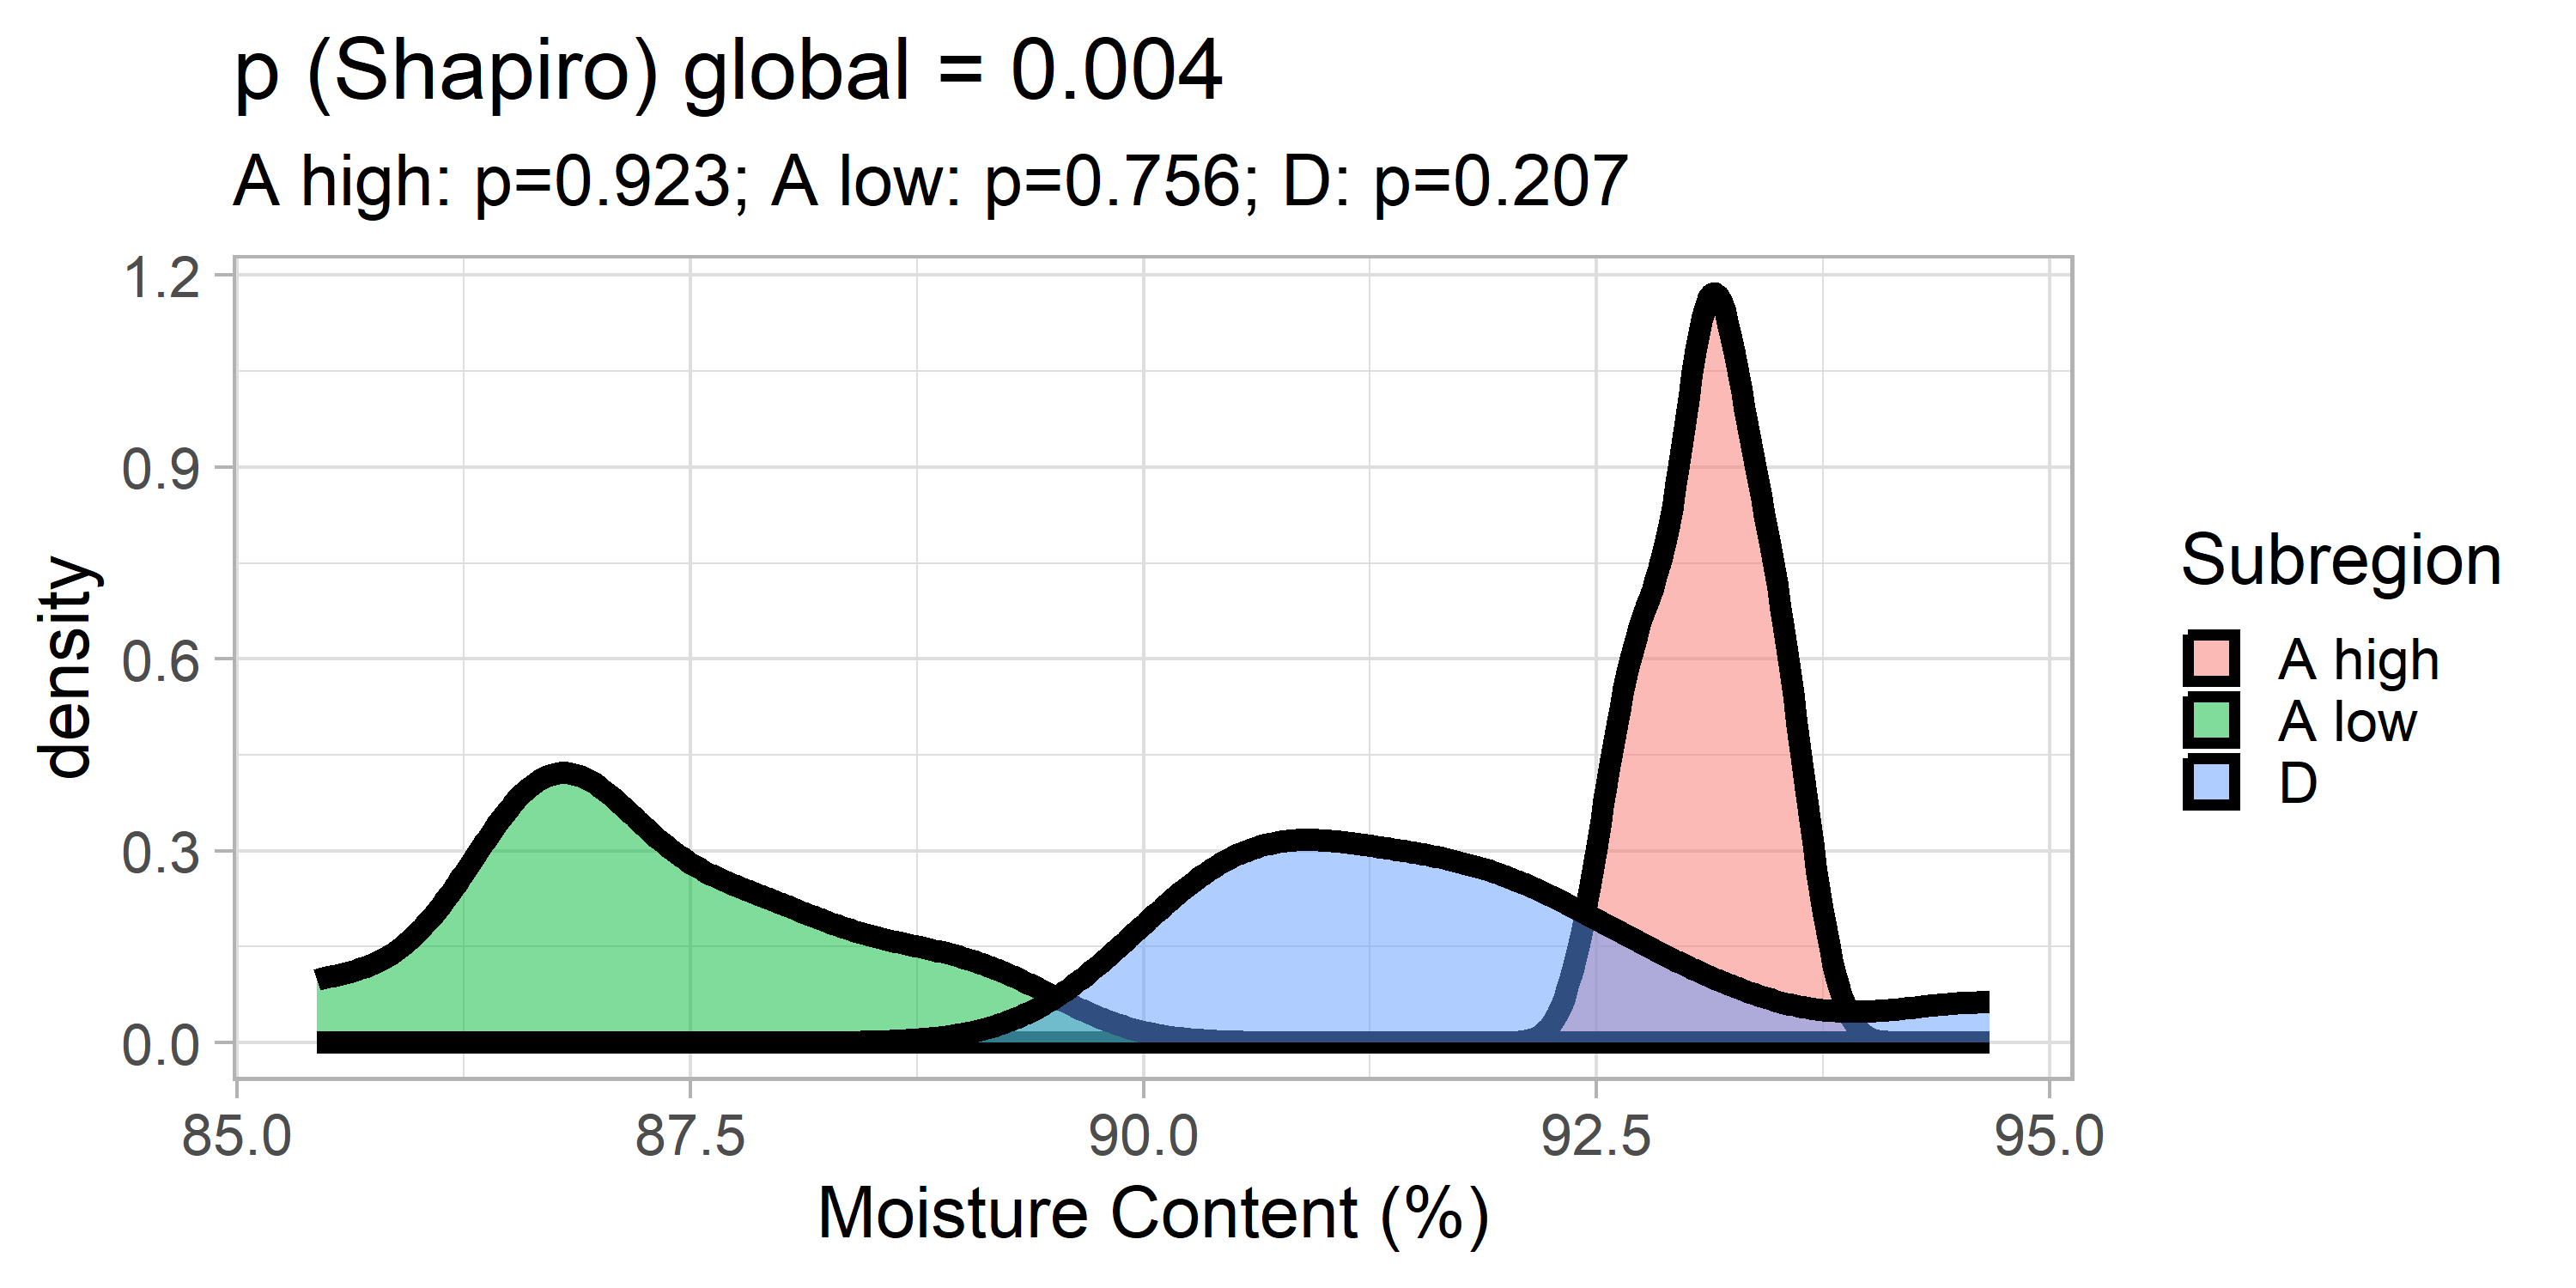 p (Shapiro) global = 0.004
A high: p=0.923; A low: p=0.756; D: p=0.207
1.2
0.9
0.6
0.3
0.0
density
85.0 87.5 90.0 92.5 95.0
Moisture Content (%)
Subregion
A high
A low
D